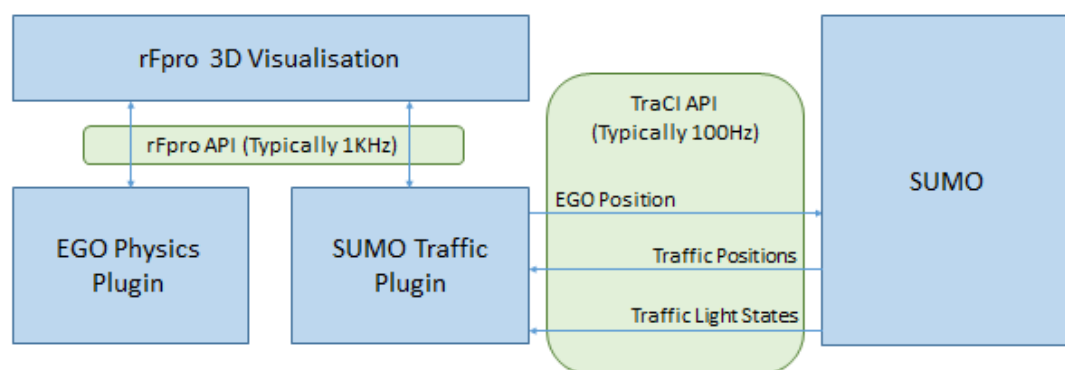 rFpro 3D Visualisation
TraCI API
(Typically 100Hz)
rFpro API (Typically 1KHz)
SUMO
EGO Position
EGO Physics
Plugin
SUMO Traffic
Plugin
Traffic Positions
Traffic Light States